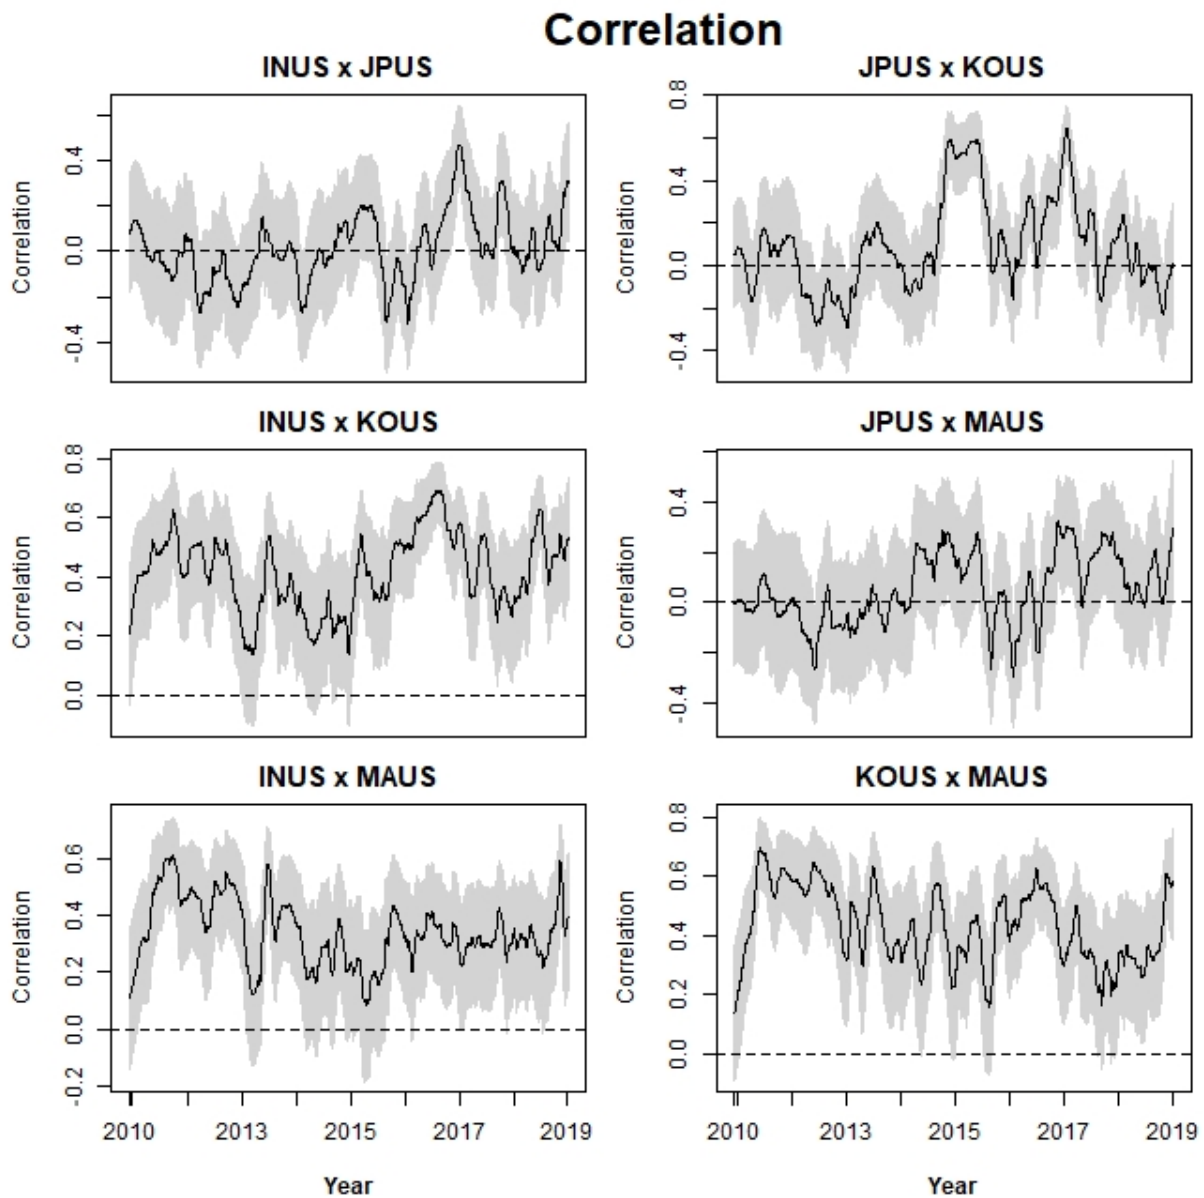 Correlation
INUS x JPUS
Correlation
0.4
0.0
-0.4
JPUS x KOUS
Correlation
0.8
0.4
0.0
-0.4
INUS x KOUS
Correlation
0.8
0.6
0.4
0.2
0.0
JPUS x MAUS
Correlation
0.4
0.0
-0.4
INUS x MAUS
Correlation
0.6
0.4
0.2
0.0
-0.2
2010 2013 2015 2017 2019
Year
KOUS x MAUS
Correlation
0.8
0.6
0.4
0.2
0.0
2010 2013 2015 2017 2019
Year